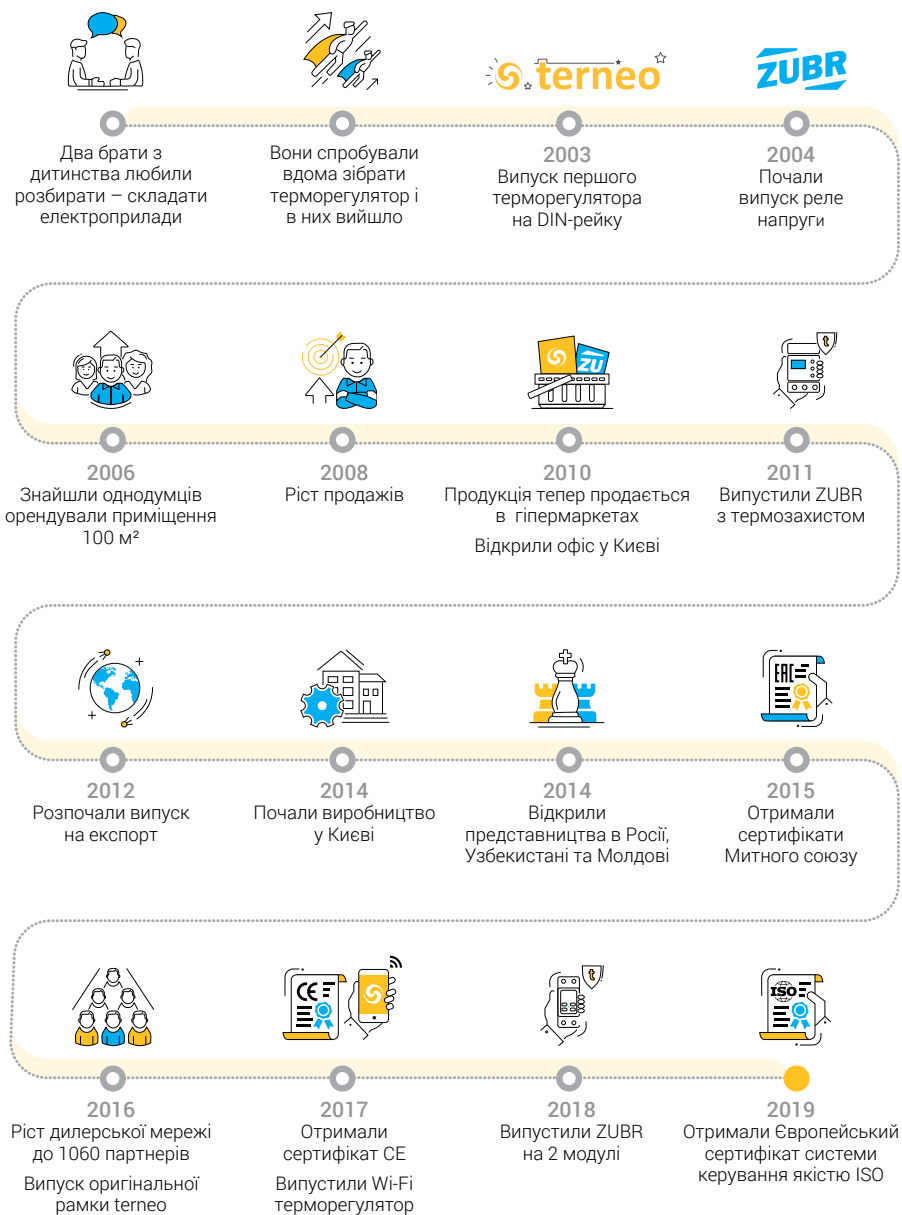 terneo
ZUBR
Два брати з
дитинства любили
розбирати – складати
електроприлади
Вони спробували
вдома зібрати
терморегулятор і
в них вийшло
2003
Випуск першого
терморегулятора
на DIN-рейку
2004
Почали
випуск реле
напруги
ZU
t
2006
Знайшли однодумців
орендували приміщення
100 м²
2008
Ріст продажів
2010
Продукція тепер продається
в гіпермаркетах
Відкрили офіс у Києві
2011
Випустили ZUBR
з термозахистом
EAC
2012
Розпочали випуск
на експорт
2014
Почали виробництво
у Києві
2014
Відкрили
представництва в Росії,
Узбекистані та Молдові
2015
Отримали
сертифікати
Митного союзу
CE
t
ISO
2016
Ріст дилерської мережі
до 1060 партнерів
Випуск оригінальної
рамки terneo
2017
Отримали
сертифікат CE
Випустили Wi-Fi
терморегулятор
2018
Випустили ZUBR
на 2 модулі
2019
Отримали Європейський
сертифікат системи
керування якістю ISO